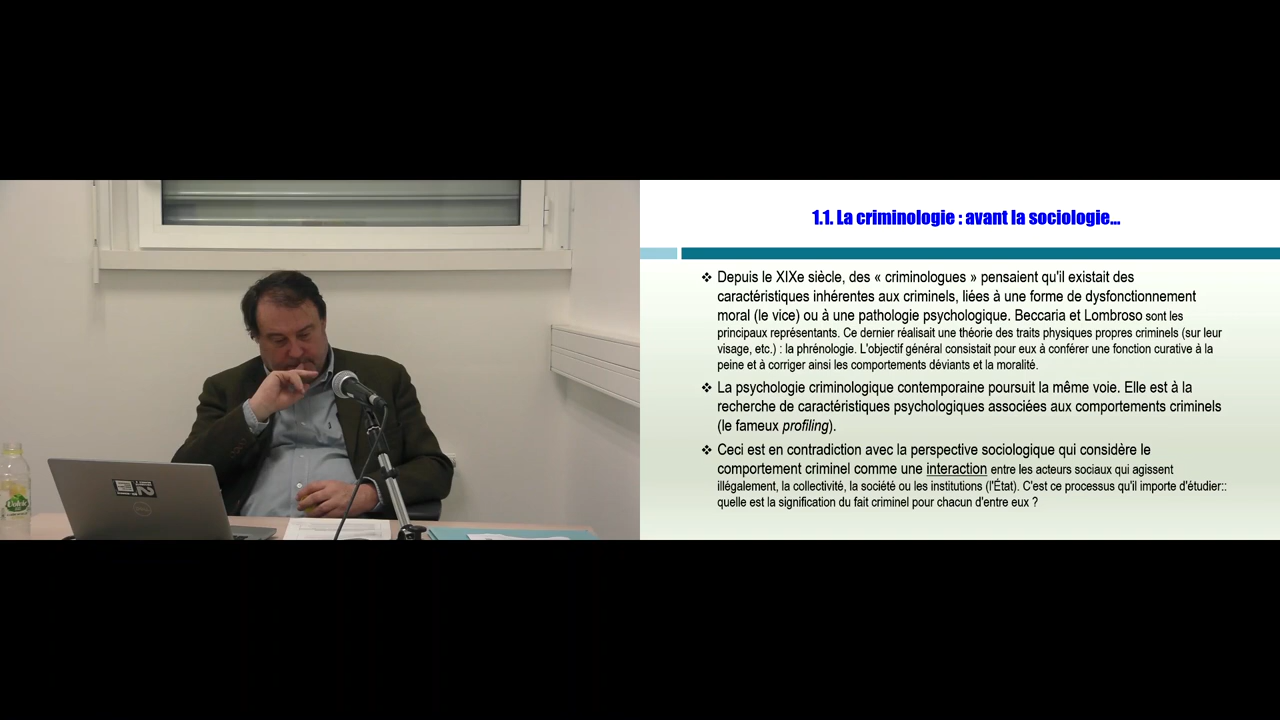 1.1. La criminologie : avant la sociologie...
❖ Depuis le XIXe siècle, des « criminologues » pensaient qu'il existait des
caractéristiques inhérentes aux criminels, liées à une forme de dysfonctionnement
moral (le vice) ou à une pathologie psychologique. Beccaria et Lombroso sont les
principaux représentants. Ce dernier réalisait une théorie des traits physiques propres criminels (sur leur
visage, etc.) : la phrénologie. L'objectif général consistait pour eux à conférer une fonction curative à la
peine et à corriger ainsi les comportements déviants et la moralité.
❖ La psychologie criminologique contemporaine poursuit la même voie. Elle est à la
recherche de caractéristiques psychologiques associées aux comportements criminels
(le fameux profiling).
❖ Ceci est en contradiction avec la perspective sociologique qui considère le
comportement criminel comme une interaction entre les acteurs sociaux qui agissent
illégalement, la collectivité, la société ou les institutions (l'État). C'est ce processus qu'il importe d'étudier::
quelle est la signification du fait criminel pour chacun d'entre eux ?
DELL